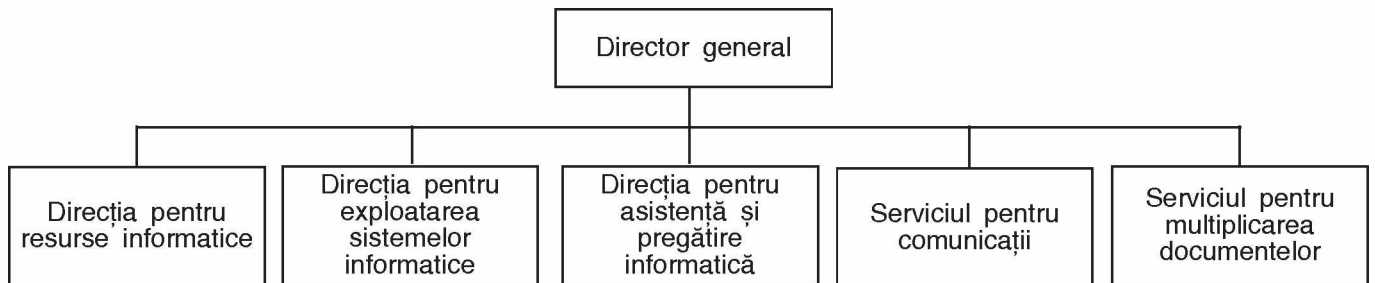 Director general
Direcția pentru
resurse informatice
Direcția pentru
exploatarea
sistemelor
informatice
Direcția pentru
asistență și
pregătire
informatică
Serviciul pentru
comunicații
Serviciul pentru
multiplicarea
documentelor